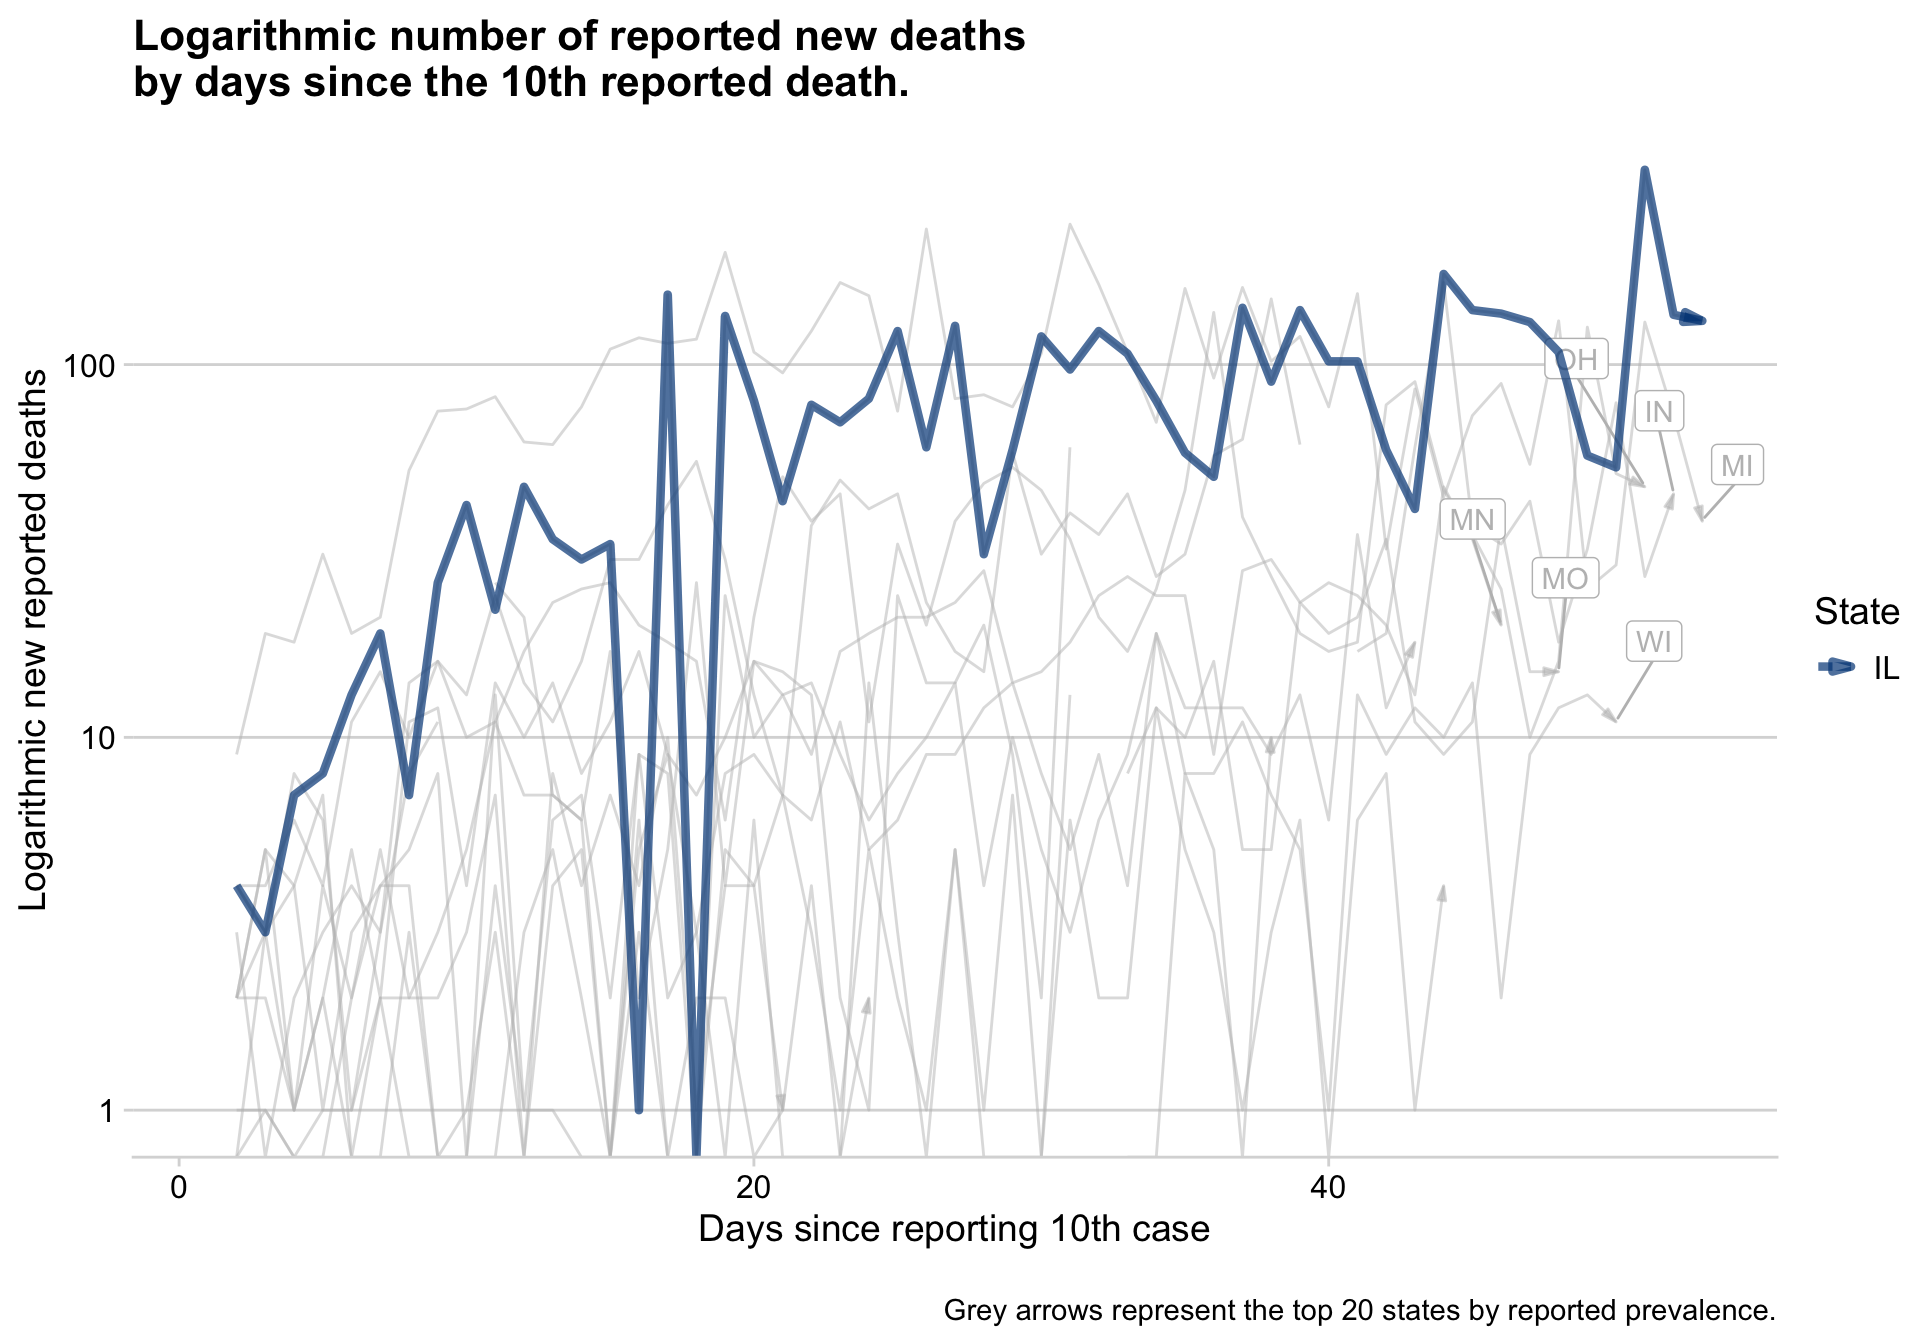 Logarithmic number of reported new deaths
by days since the 10th reported death.
Logarithmic new reported deaths
100
10
1
OH
IN
MI
MN
MO
WI
State
IL
0
20
40
Days since reporting 10th case
Grey arrows represent the top 20 states by reported prevalence.